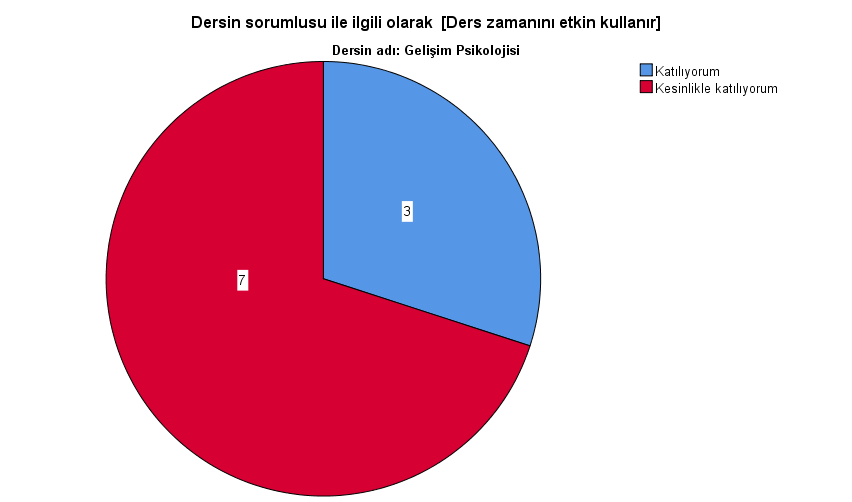 Dersin sorumlusu ile ilgili olarak  [Ders zamanını etkin kullanır]
Dersin adı: Gelişim Psikolojisi
Katılıyorum
Kesinlikle katılıyorum
3
7